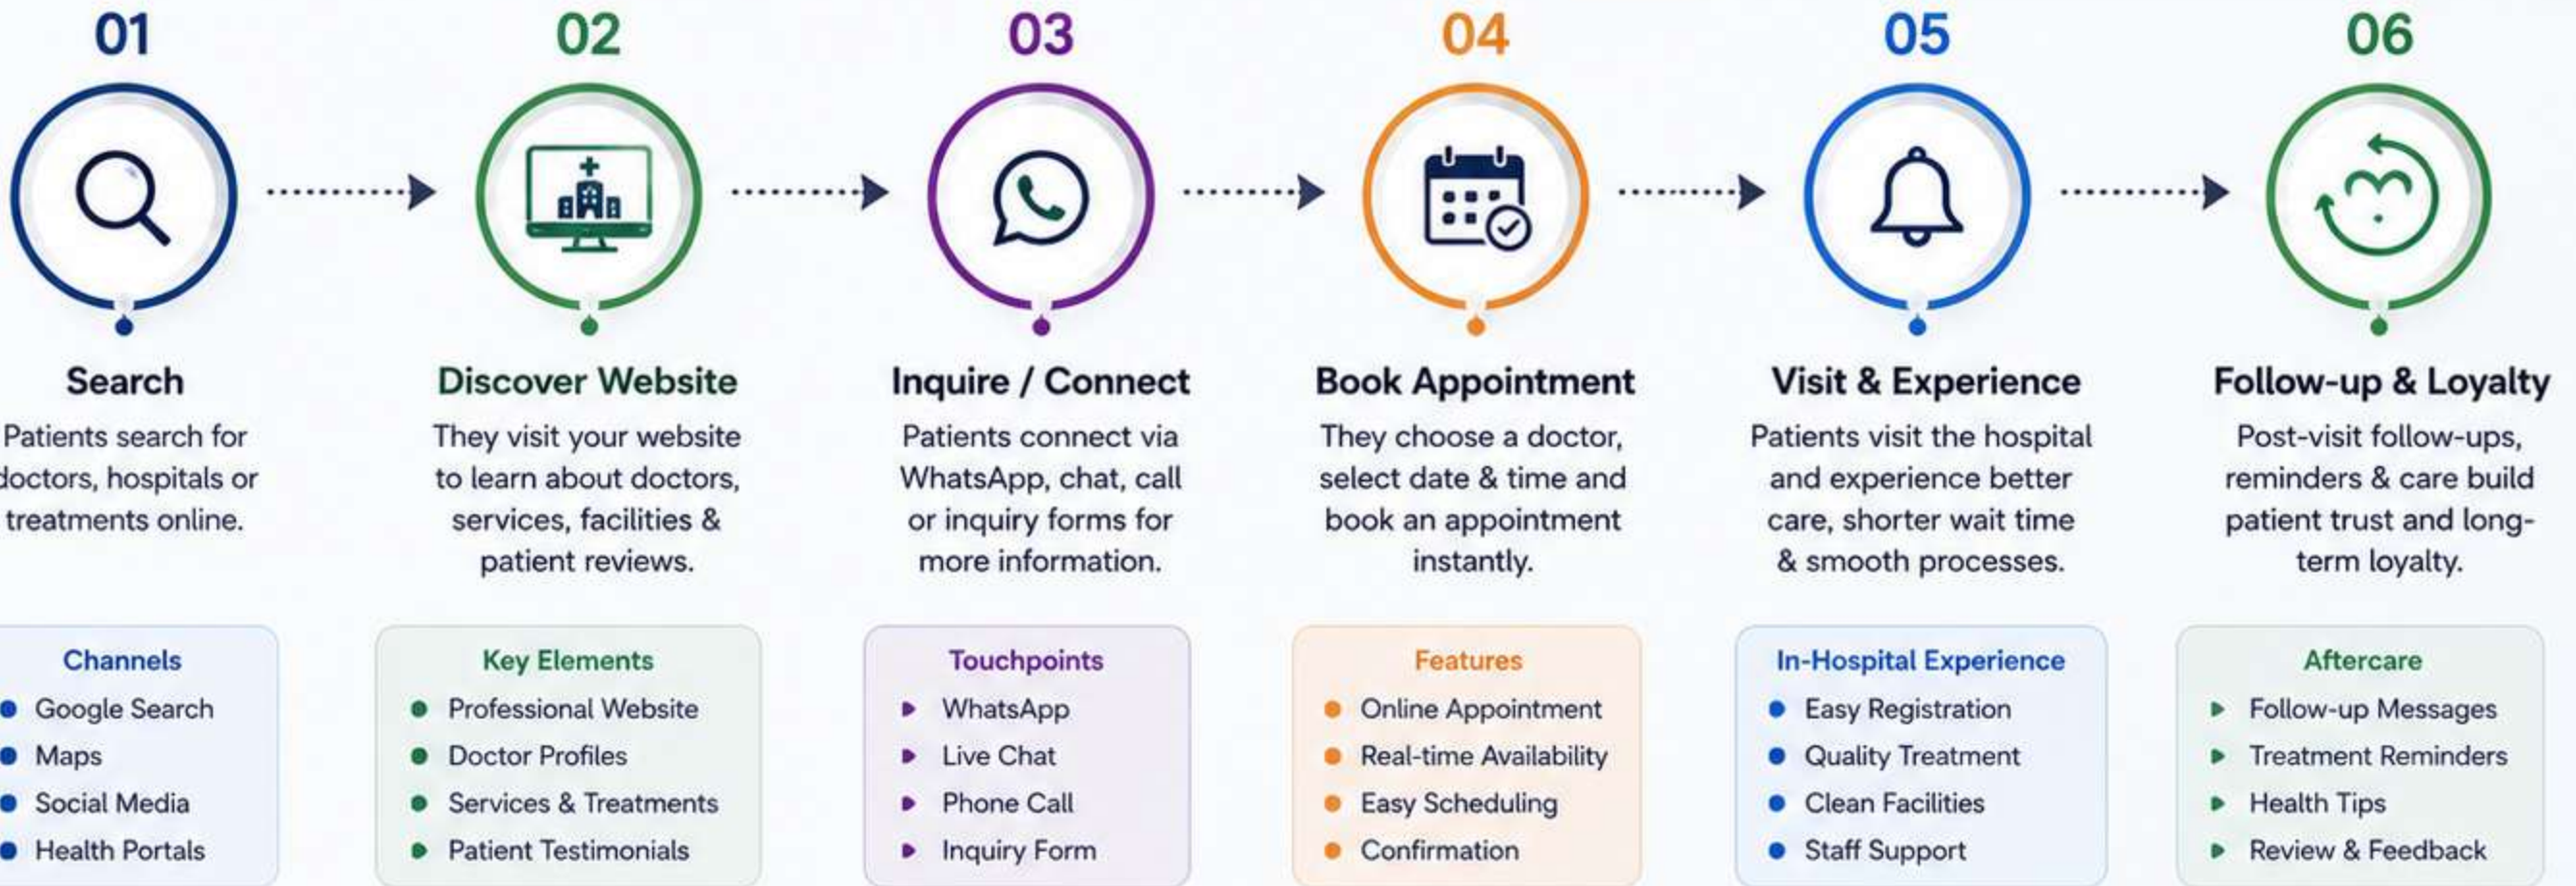 01
02
03
04
05
06
Search
Patients search for
doctors, hospitals or
treatments online.
Discover Website
They visit your website
to learn about doctors,
services, facilities &
patient reviews.
Inquire / Connect
Patients connect via
WhatsApp, chat, call
or inquiry forms for
more information.
Book Appointment
They choose a doctor,
select date & time and
book an appointment
instantly.
Visit & Experience
Patients visit the hospital
and experience better
care, shorter wait time
& smooth processes.
Follow-up & Loyalty
Post-visit follow-ups,
reminders & care build
patient trust and long-
term loyalty.
Channels
Google Search
Maps
Social Media
Health Portals
Key Elements
Professional Website
Doctor Profiles
Services & Treatments
Patient Testimonials
Touchpoints
WhatsApp
Live Chat
Phone Call
Inquiry Form
Features
Online Appointment
Real-time Availability
Easy Scheduling
Confirmation
In-Hospital Experience
Easy Registration
Quality Treatment
Clean Facilities
Staff Support
Aftercare
Follow-up Messages
Treatment Reminders
Health Tips
Review & Feedback